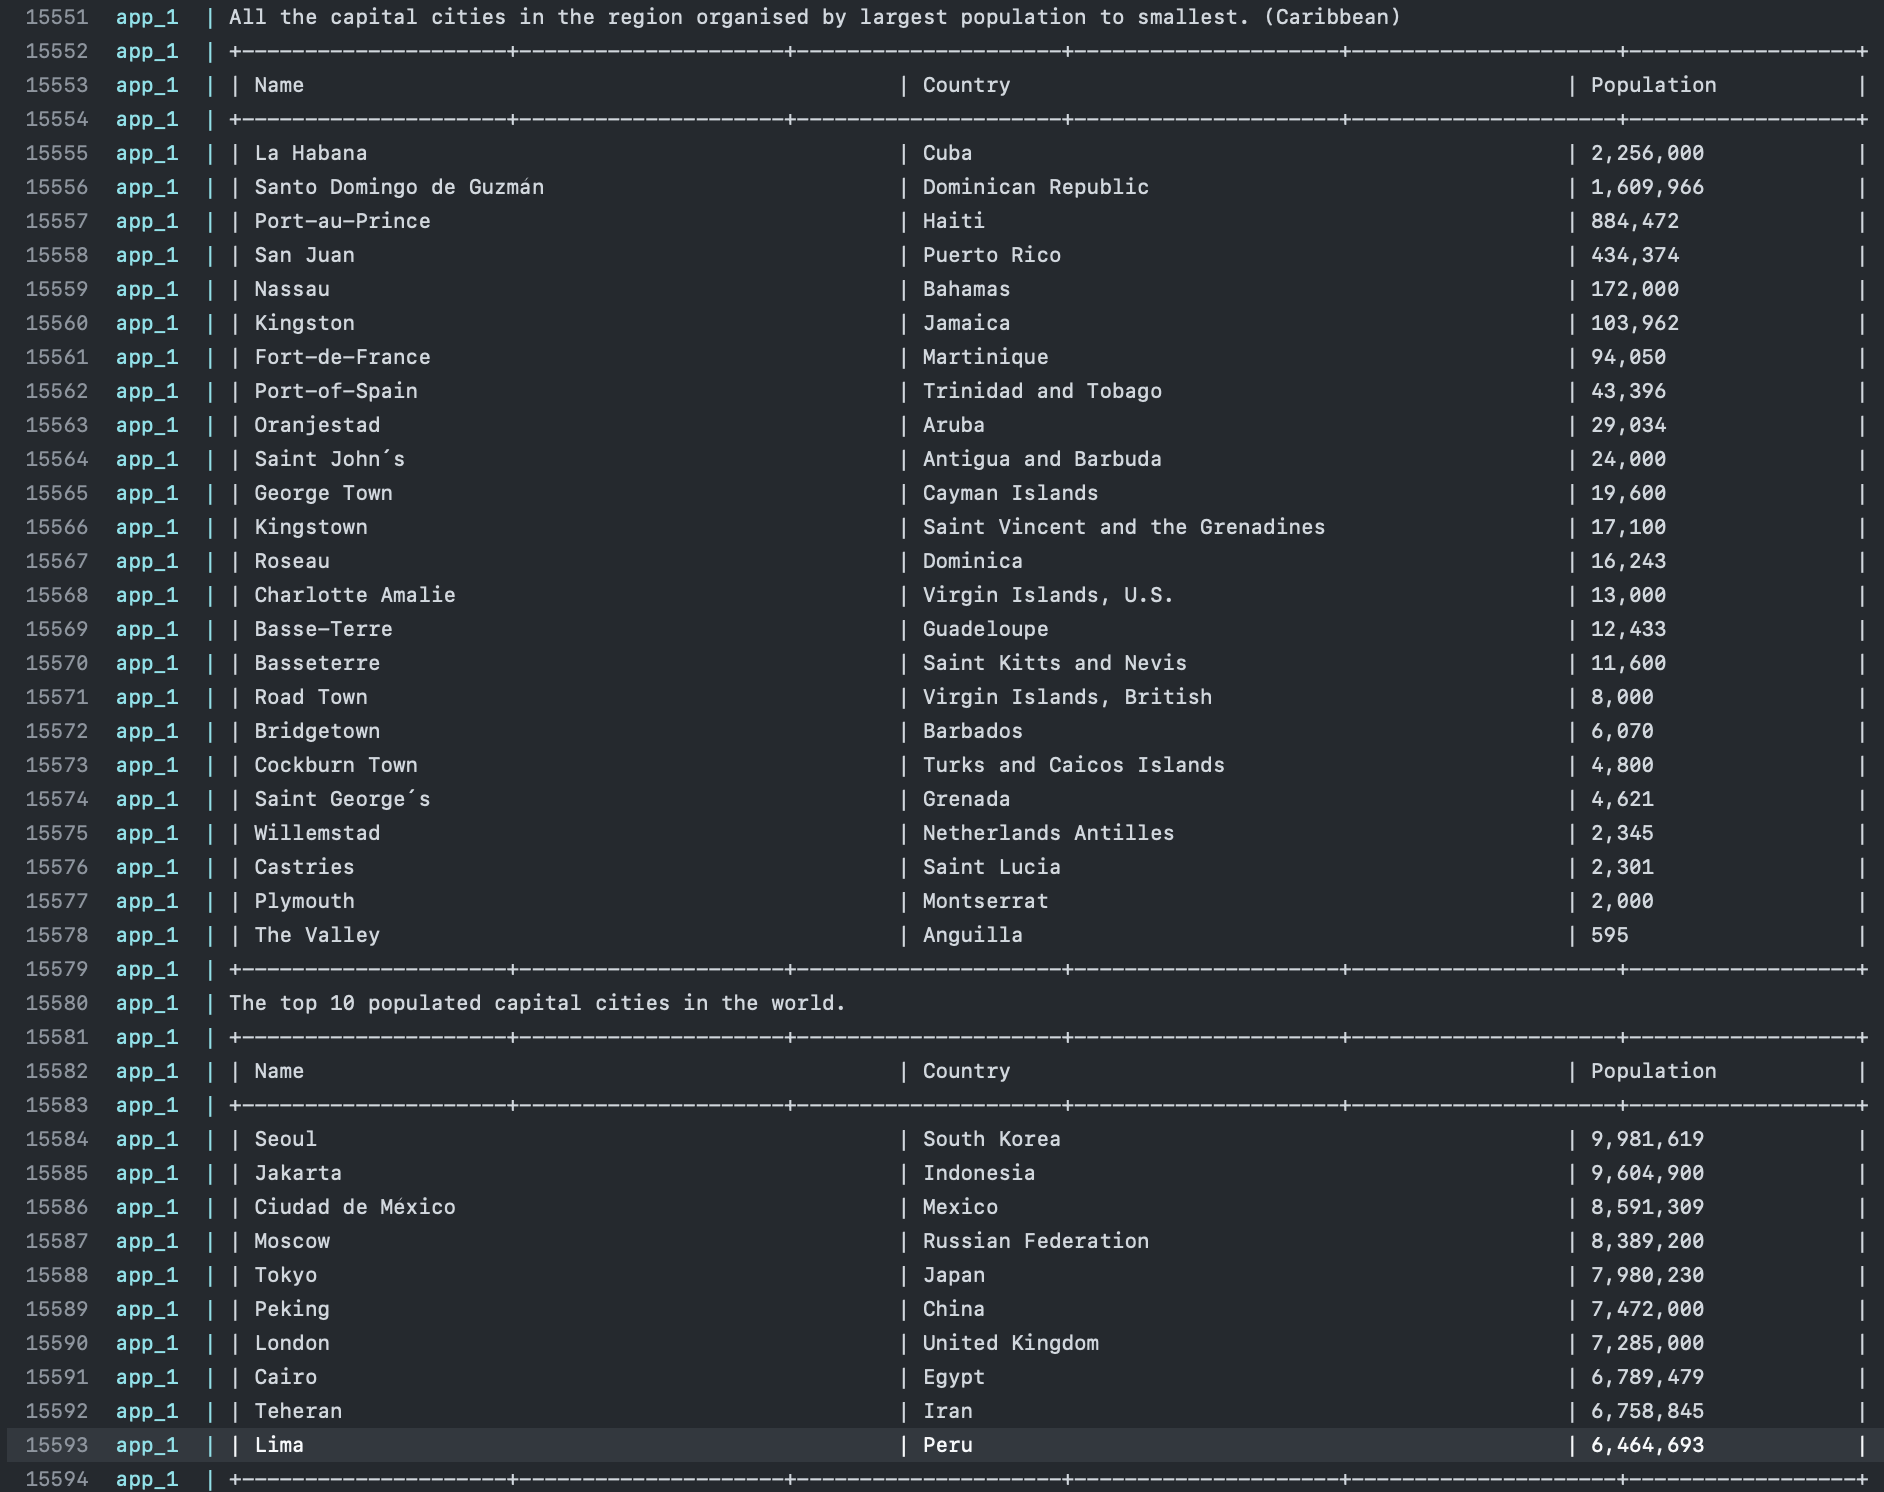 15551 app_1 | All the capital cities in the region organised by largest population to smallest. (Caribbean)
15552 app_1 | +---------------------+---------------------+---------------------+---------------------+---------------------+------------------+
15553 app_1 | | Name | Country | Population |
15554 app_1 | +---------------------+---------------------+---------------------+---------------------+---------------------+------------------+
15555 app_1 | | La Habana | Cuba | 2,256,000 |
15556 app_1 | | Santo Domingo de Guzmán | Dominican Republic | 1,609,966 |
15557 app_1 | | Port-au-Prince | Haiti | 884,472 |
15558 app_1 | | San Juan | Puerto Rico | 434,374 |
15559 app_1 | | Nassau | Bahamas | 172,000 |
15560 app_1 | | Kingston | Jamaica | 103,962 |
15561 app_1 | | Fort-de-France | Martinique | 94,050 |
15562 app_1 | | Port-of-Spain | Trinidad and Tobago | 43,396 |
15563 app_1 | | Oranjestad | Aruba | 29,034 |
15564 app_1 | | Saint John´s | Antigua and Barbuda | 24,000 |
15565 app_1 | | George Town | Cayman Islands | 19,600 |
15566 app_1 | | Kingstown | Saint Vincent and the Grenadines | 17,100 |
15567 app_1 | | Roseau | Dominica | 16,243 |
15568 app_1 | | Charlotte Amalie | Virgin Islands, U.S. | 13,000 |
15569 app_1 | | Basse-Terre | Guadeloupe | 12,433 |
15570 app_1 | | Basseterre | Saint Kitts and Nevis | 11,600 |
15571 app_1 | | Road Town | Virgin Islands, British | 8,000 |
15572 app_1 | | Bridgetown | Barbados | 6,070 |
15573 app_1 | | Cockburn Town | Turks and Caicos Islands | 4,800 |
15574 app_1 | | Saint George´s | Grenada | 4,621 |
15575 app_1 | | Willemstad | Netherlands Antilles | 2,345 |
15576 app_1 | | Castries | Saint Lucia | 2,301 |
15577 app_1 | | Plymouth | Montserrat | 2,000 |
15578 app_1 | | The Valley | Anguilla | 595 |
15579 app_1 | +---------------------+---------------------+---------------------+---------------------+---------------------+------------------+
15580 app_1 | The top 10 populated capital cities in the world.
15581 app_1 | +---------------------+---------------------+---------------------+---------------------+---------------------+------------------+
15582 app_1 | | Name | Country | Population |
15583 app_1 | +---------------------+---------------------+---------------------+---------------------+---------------------+------------------+
15584 app_1 | | Seoul | South Korea | 9,981,619 |
15585 app_1 | | Jakarta | Indonesia | 9,604,900 |
15586 app_1 | | Ciudad de México | Mexico | 8,591,309 |
15587 app_1 | | Moscow | Russian Federation | 8,389,200 |
15588 app_1 | | Tokyo | Japan | 7,980,230 |
15589 app_1 | | Peking | China | 7,472,000 |
15590 app_1 | | London | United Kingdom | 7,285,000 |
15591 app_1 | | Cairo | Egypt | 6,789,479 |
15592 app_1 | | Teheran | Iran | 6,758,845 |
15593 app_1 | | Lima | Peru | 6,464,693 |
15594 app_1 | +---------------------+---------------------+---------------------+---------------------+---------------------+------------------+